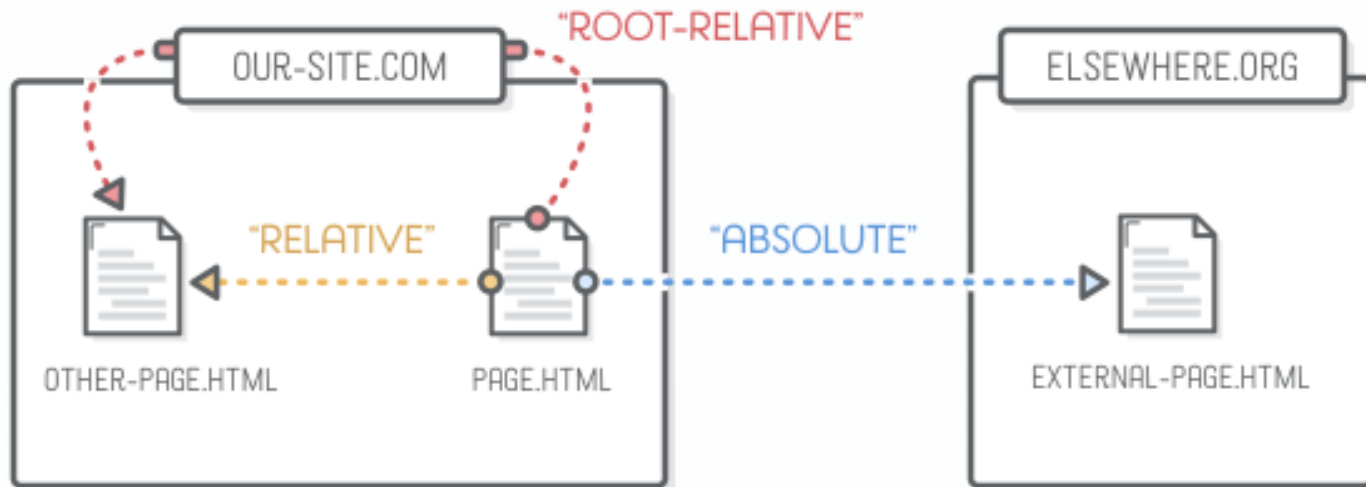 “ROOT-RELATIVE”
OUR-SITE.COM
ELSEWHERE.ORG
“RELATIVE”
“ABSOLUTE”
OTHER-PAGE.HTML
PAGE.HTML
EXTERNAL-PAGE.HTML